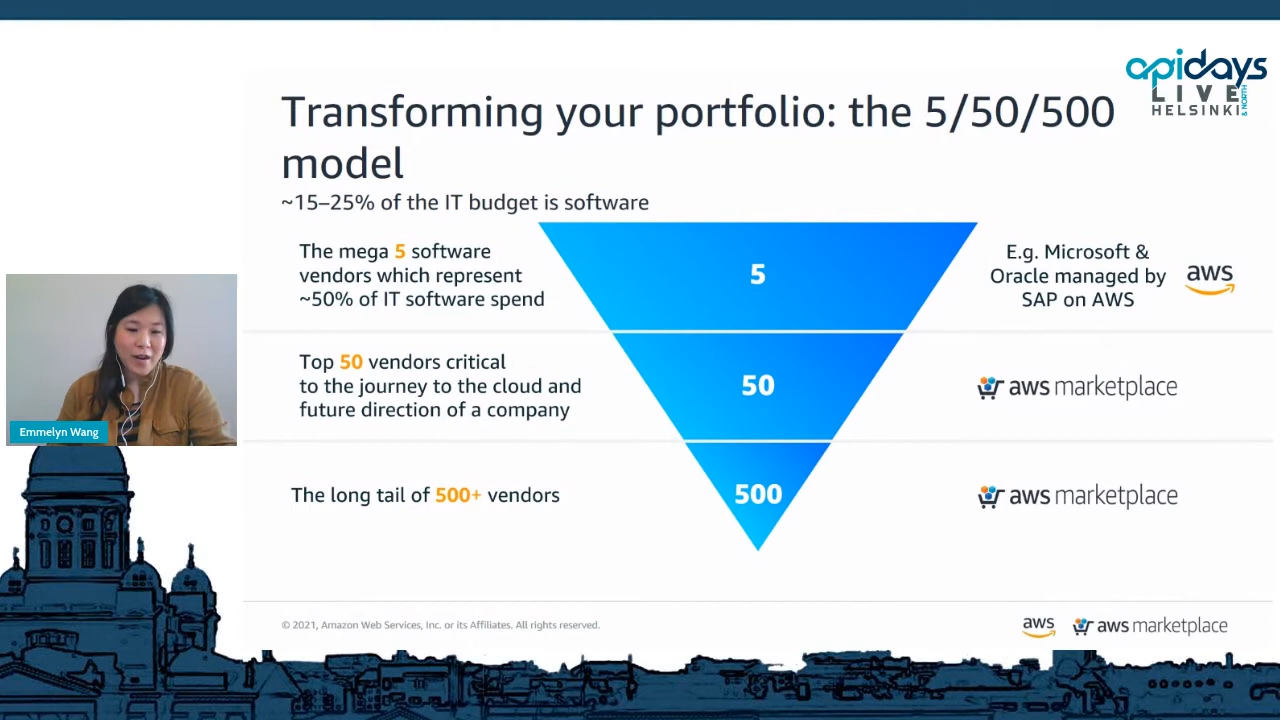 apidays
LIVE
HELSINKI
& NORTH
Transforming your portfolio: the 5/50/500
model
~15–25% of the IT budget is software
The mega 5 software
vendors which represent
~50% of IT software spend
5
E.g. Microsoft &
Oracle managed by
SAP on AWS
aws
Top 50 vendors critical
to the journey to the cloud and
future direction of a company
50
aws marketplace
The long tail of 500+ vendors
500
aws marketplace
Emmelyn Wang
© 2021, Amazon Web Services, Inc. or its Affiliates. All rights reserved.
aws
aws marketplace